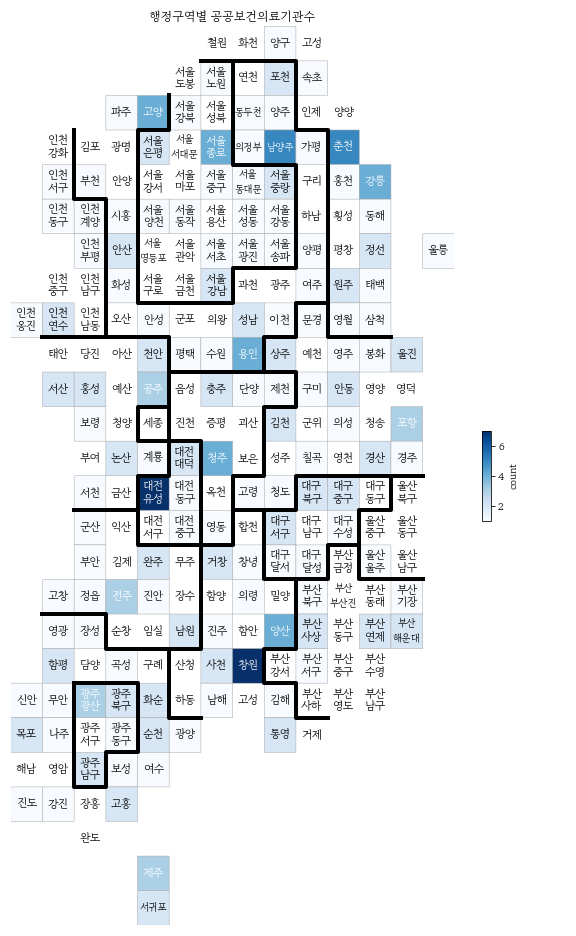 행정구역별 공공보건의료기관수
철원 화천 양구 고성
서울 서울 연천 포천 속초
도봉 노원
파주 고양 서울 서울 동두천 양주 인제 양양
강북 성북
인천 김포 광명 서울 서울 서울 의정부 남양주 가평 춘천
강화 은평 서대문 종로
인천 부천 안양 서울 서울 서울 서울 서울 구리 홍천 강릉
서구 강서 마포 중구 동대문 중랑
인천 인천 시흥 서울 서울 서울 서울 서울 하남 횡성 동해
동구 계양 양천 동작 용산 성동 강동
인천 안산 서울 서울 서울 서울 서울 양평 평창 정선 울릉
부평 영등포 관악 서초 광진 송파
인천 인천 화성 서울 서울 서울 과천 광주 여주 원주 태백
중구 남구 구로 금천 강남
인천 인천 인천 오산 안성 군포 의왕 성남 이천 문경 영월 삼척
옹진 연수 남동
태안 당진 아산 천안 평택 수원 용인 상주 예천 영주 봉화 울진
서산 홍성 예산 공주 음성 충주 단양 제천 구미 안동 영양 영덕
보령 청양 세종 진천 증평 괴산 김천 군위 의성 청송 포항
부여 논산 계룡 대전 청주 보은 성주 칠곡 영천 경산 경주
대덕
서천 금산 대전 대전 옥천 고령 청도 대구 대구 대구 울산
유성 동구 북구 중구 동구 북구
군산 익산 대전 대전 영동 합천 대구 대구 대구 울산 울산
서구 중구 서구 남구 수성 중구 동구
부안 김제 완주 무주 거창 창녕 대구 대구 부산 울산 울산
달서 달성 금정 울주 남구
고창 정읍 전주 진안 장수 함양 의령 밀양 부산 부산 부산 부산
북구 부산진 동래 기장
영광 장성 순창 임실 남원 진주 함안 양산 부산 부산 부산 부산
사상 동구 연제 해운대
함평 담양 곡성 구례 산청 사천 창원 부산 부산 부산 부산
강서 서구 중구 수영
신안 무안 광주 광주 화순 하동 남해 고성 김해 부산 부산 부산
광산 북구 사하 영도 남구
목포 나주 광주 광주 순천 광양 통영 거제
서구 동구
해남 영암 광주 보성 여수
남구
진도 강진 장흥 고흥
완도
제주
서귀포
6
4
2
count